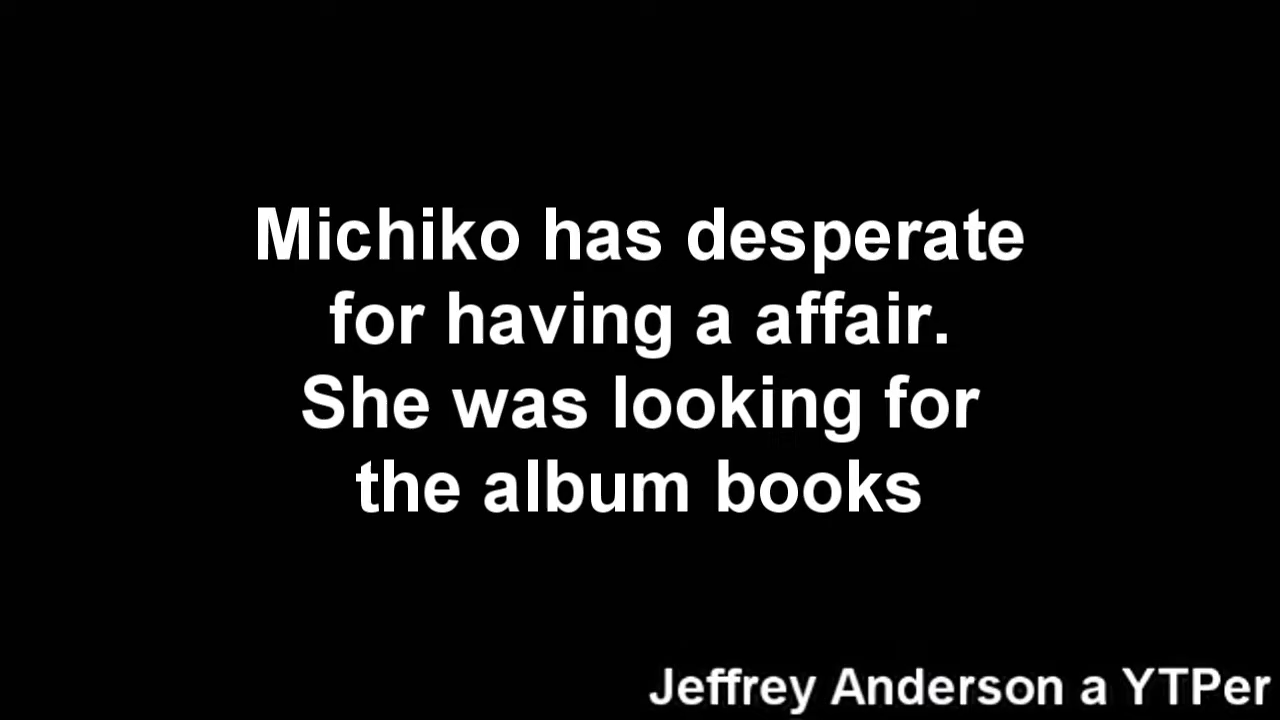 Michiko has desperate
for having a affair.
She was looking for
the album books
Jeffrey Anderson a YTPer